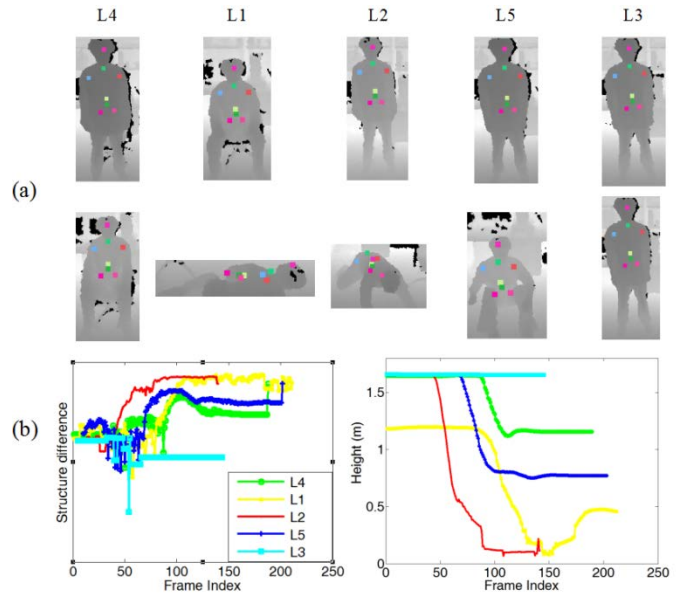 L4 L1 L2 L5 L3
(a)
(b)
Structure difference
L4
L1
L2
L5
L3
0 50 100 150 200 250
Frame Index
Height (m)
1.5
1
0.5
0
0 50 100 150 200 250
Frame Index